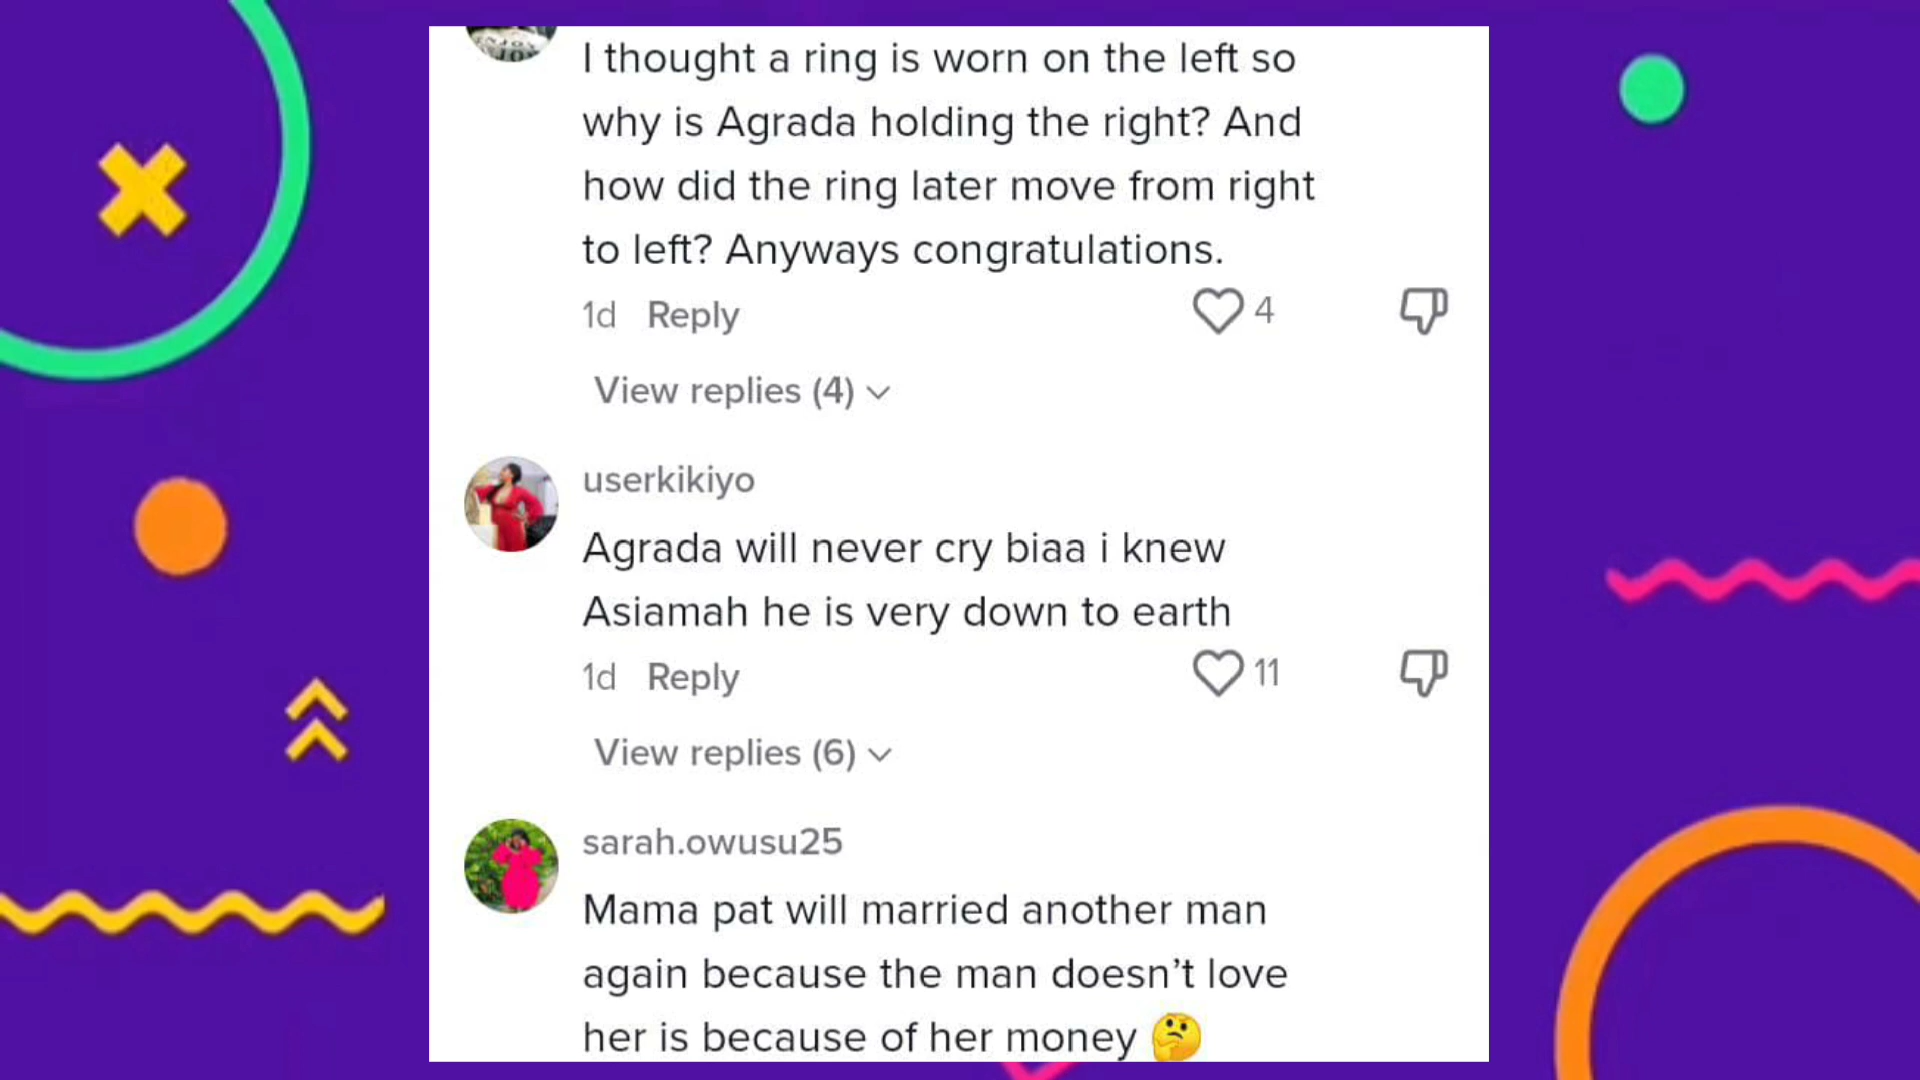 I thought a ring is worn on the left so
why is Agrada holding the right? And
how did the ring later move from right
to left? Anyways congratulations.
1d Reply 4
View replies (4)
userkikiyo
Agrada will never cry biaa i knew
Asiamah he is very down to earth
1d Reply 11
View replies (6)
sarah.owusu25
Mama pat will married another man
again because the man doesn't love
her is because of her money 🤔